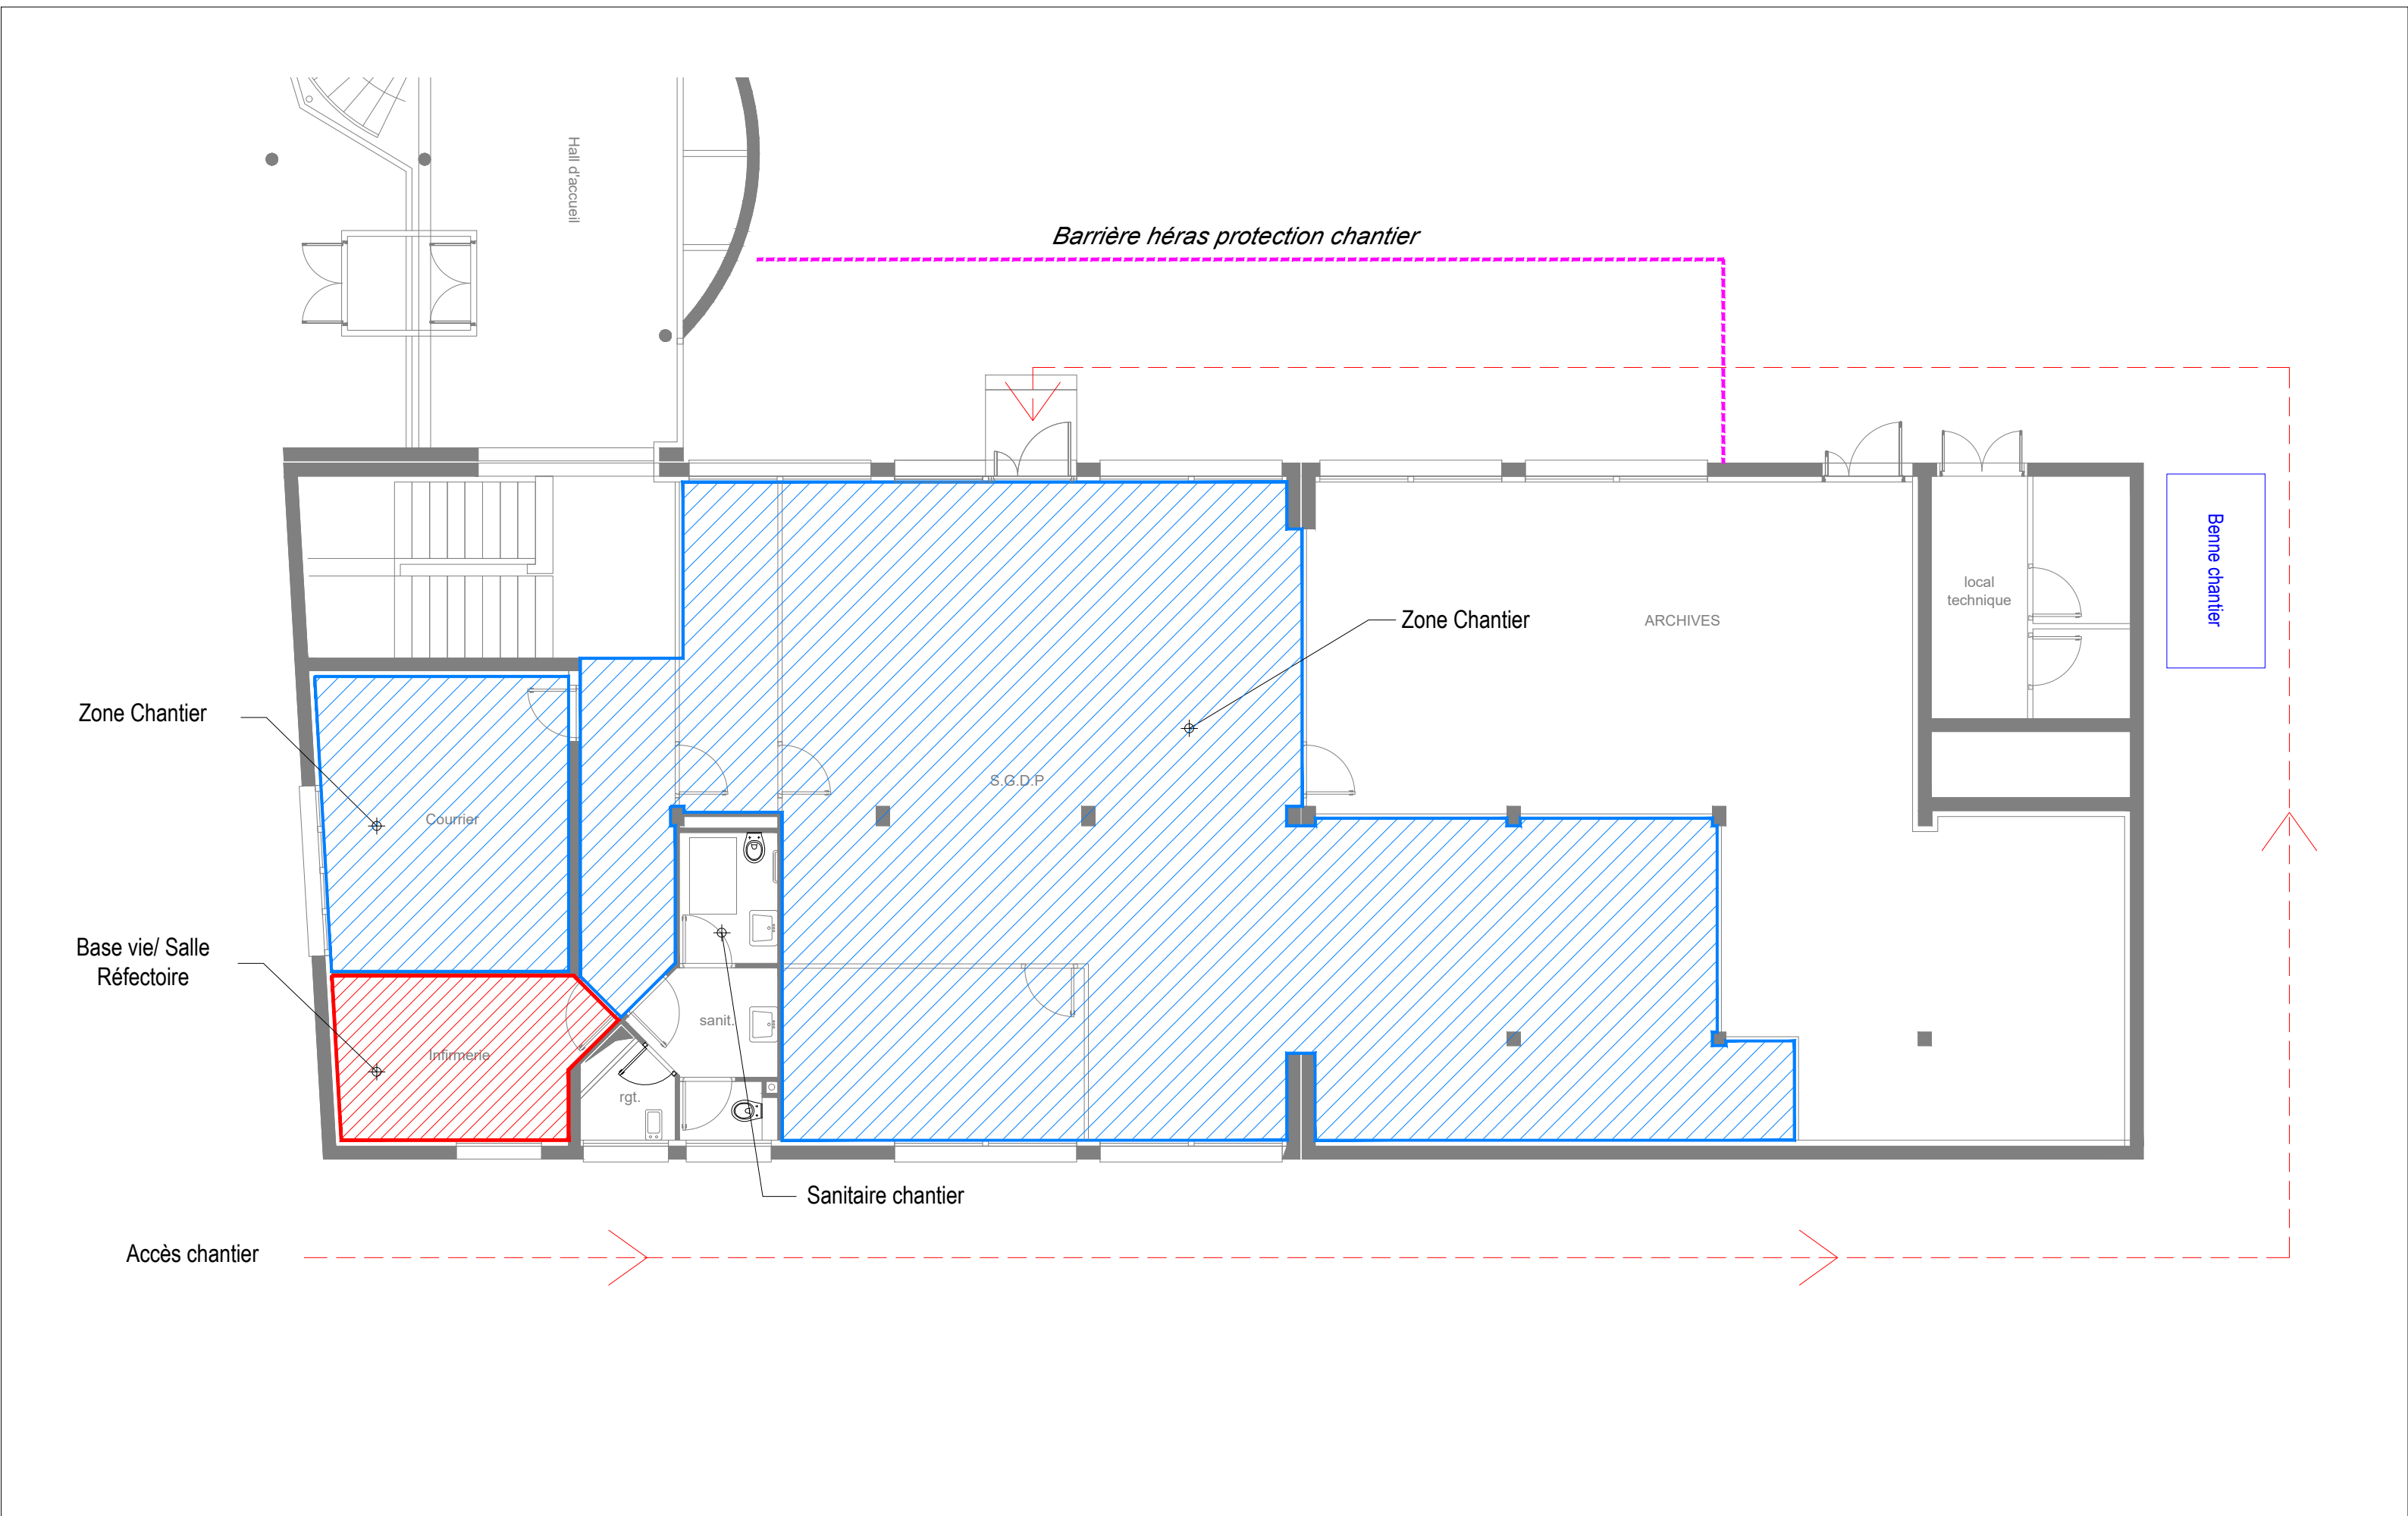 Hall d'accueil
Barrière héras protection chantier
Benne chantier
local
technique
Zone Chantier
ARCHIVES
Zone Chantier
S.G.D.P
Courrier
Base vie/ Salle
Réfectoire
sanit.
Infirmerie
rgt.
Sanitaire chantier
Accès chantier